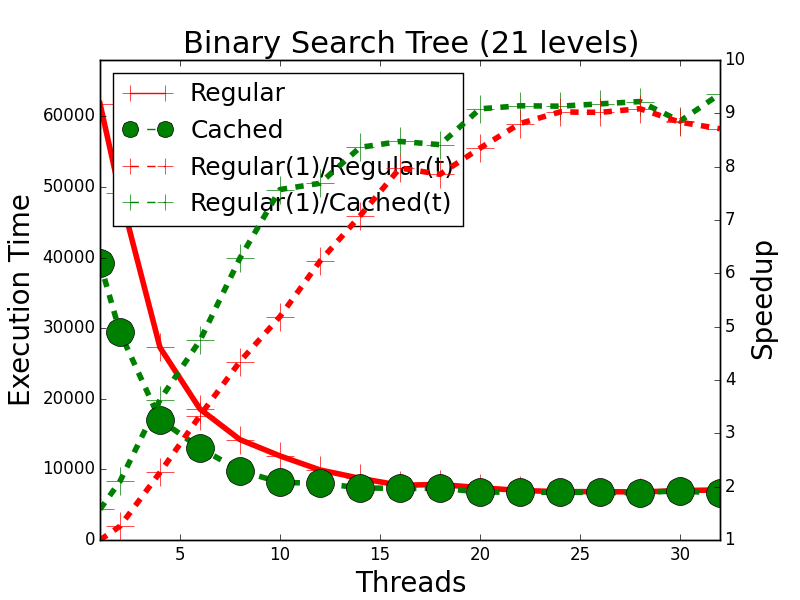 Binary Search Tree (21 levels)
Regular
Cached
Regular(1)/Regular(t)
Regular(1)/Cached(t)
Execution Time
60000
50000
40000
30000
20000
10000
0
5
10
15
20
25
30
Threads
10
9
8
7
6
5
4
3
2
1
Speedup